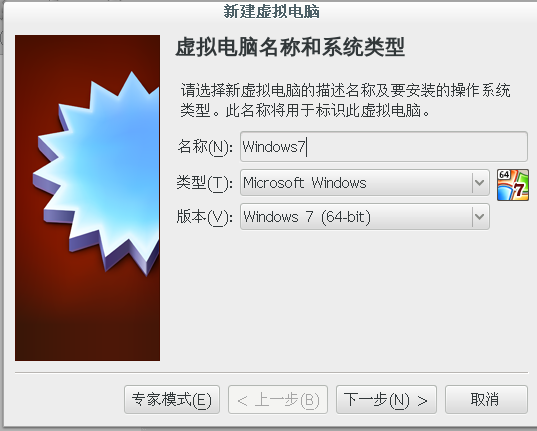 新建虚拟电脑
虚拟电脑名称和系统类型
请选择新虚拟电脑的描述名称及要安装的操作系统
类型。此名称将用于标识此虚拟电脑。
名称(N): Windows7
类型(T): Microsoft Windows
64
7
版本(V): Windows 7 (64-bit)
专家模式(E) < 上一步(B) 下一步(N) > 取消